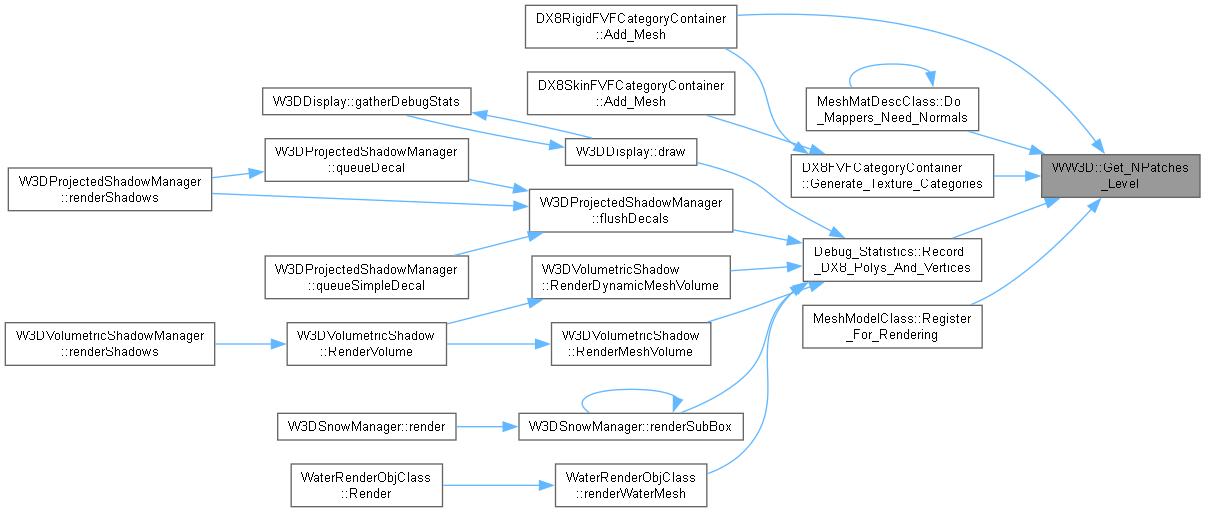 DX8RigidFVFCategoryContainer
::Add_Mesh
DX8SkinFVFCategoryContainer
::Add_Mesh
W3DDisplay::gatherDebugStats
MeshMatDescClass::Do
_Mappers_Need_Normals
W3DProjectedShadowManager
::queueDecal
W3DDisplay::draw
W3DProjectedShadowManager
::renderShadows
DX8FVFCategoryContainer
::Generate_Texture_Categories
WW3D::Get_NPatches
_Level
W3DProjectedShadowManager
::flushDecals
Debug_Statistics::Record
_DX8_Polys_And_Vertices
W3DProjectedShadowManager
::queueSimpleDecal
W3DVolumetricShadow
::RenderDynamicMeshVolume
MeshModelClass::Register
_For_Rendering
W3DVolumetricShadowManager
::renderShadows
W3DVolumetricShadow
::RenderVolume
W3DVolumetricShadow
::RenderMeshVolume
W3DSnowManager::render
W3DSnowManager::renderSubBox
WaterRenderObjClass
::Render
WaterRenderObjClass
::renderWaterMesh